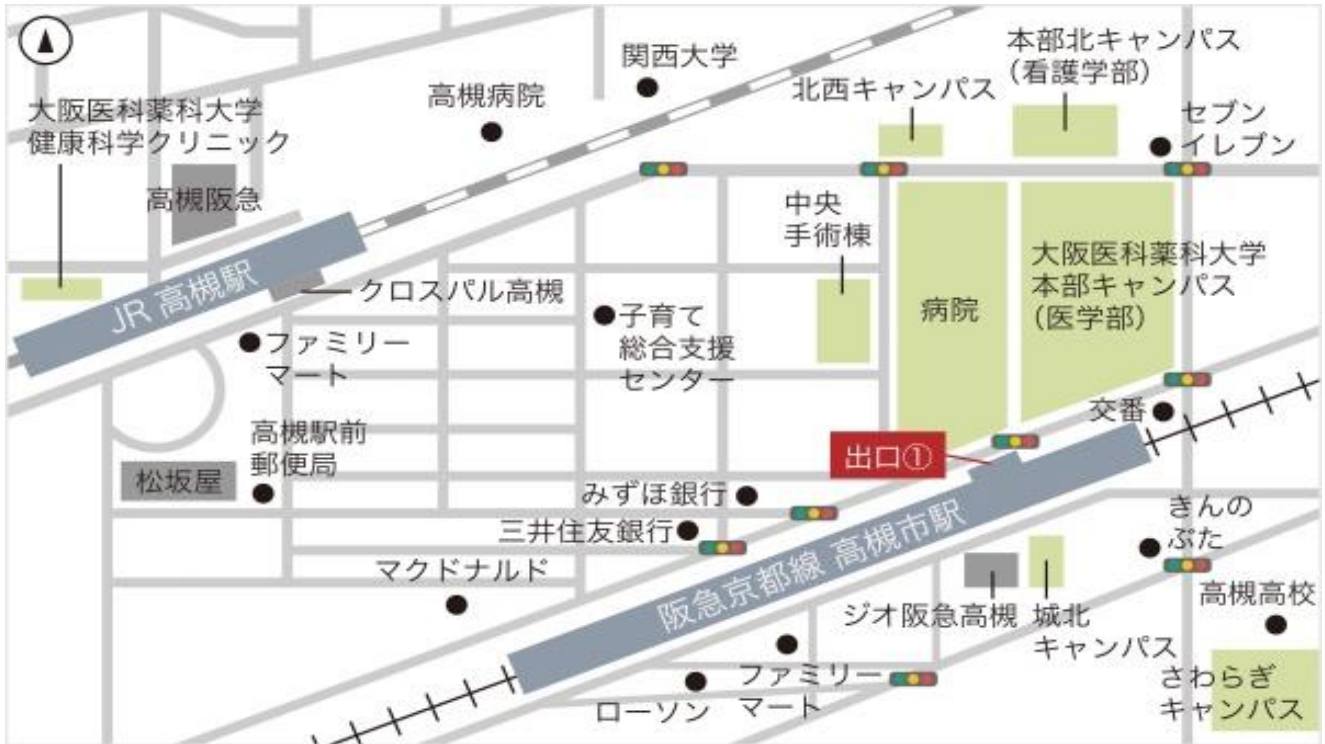 大阪医科薬科大学
健康科学クリニック
高槻阪急
高槻病院
関西大学
北西キャンパス
本部北キャンパス
（看護学部）
セブン
イレブン
中央
手術棟
大阪医科薬科大学
本部キャンパス
（医学部）
病院
JR 高槻駅
クロスパル高槻
ファミリー
マート
子育て
総合支援
センター
高槻駅前
郵便局
松坂屋
交番
出口①
みずほ銀行
三井住友銀行
マクドナルド
阪急京都線 高槻市駅
きんの
ぶた
ジオ阪急高槻
城北
キャンパス
高槻高校
さわらぎ
キャンパス
ファミリー
マート
ローソン